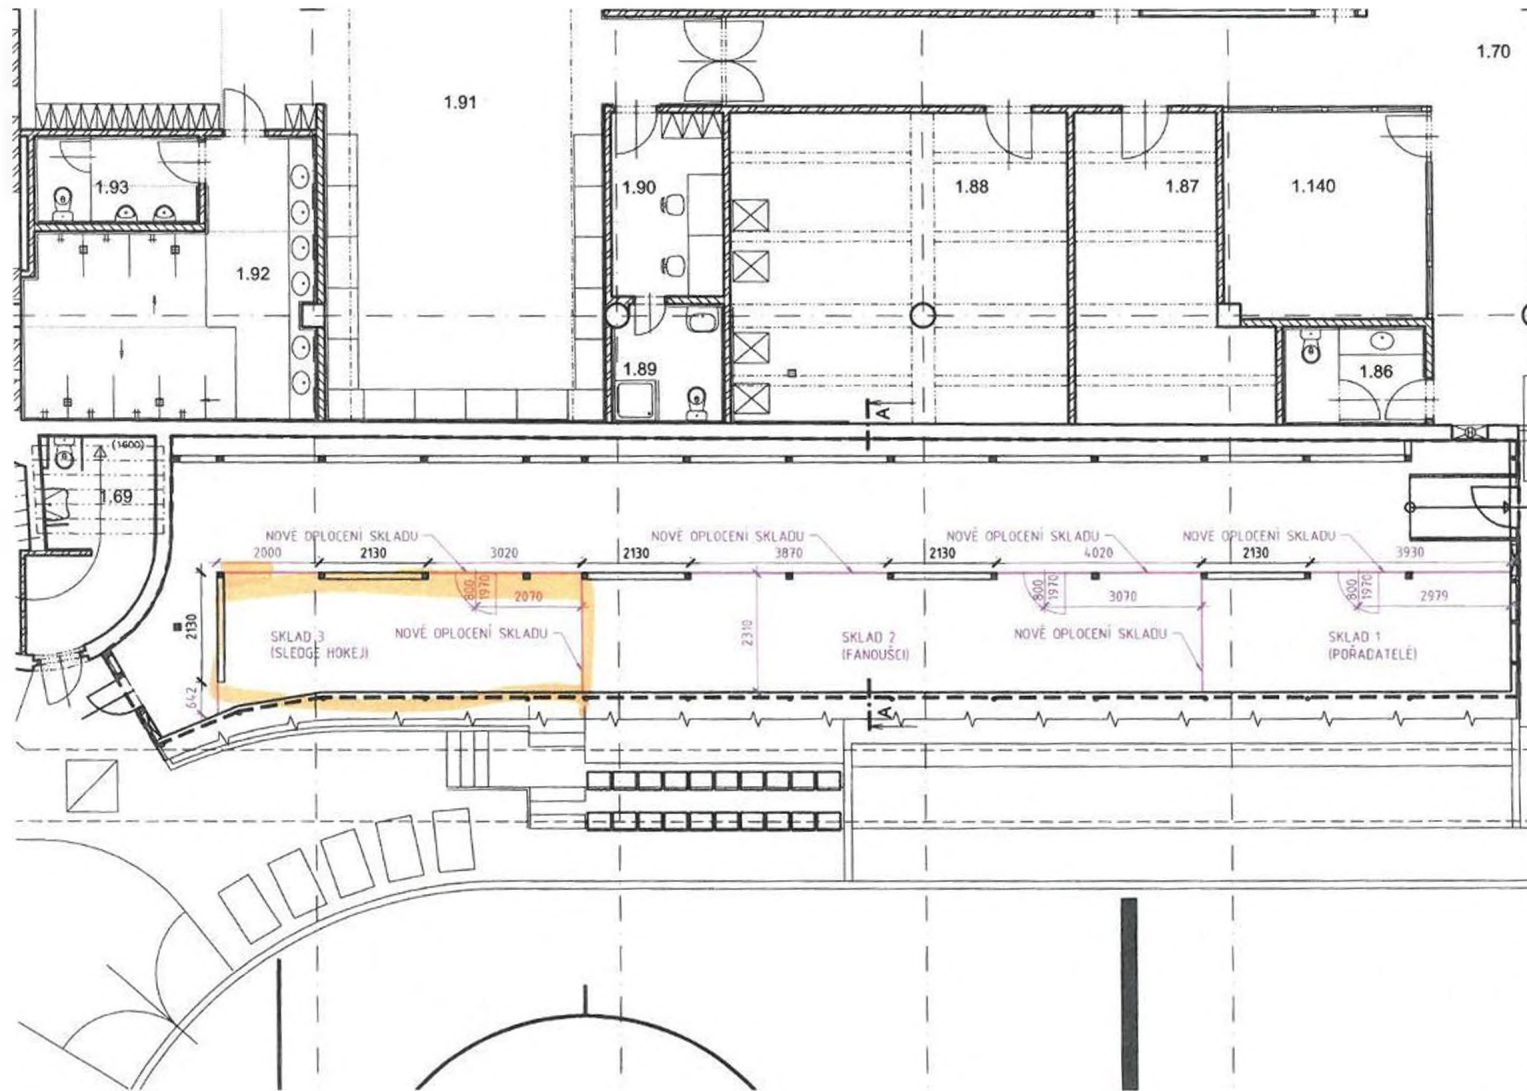 1.70
1.91
1.93
1.90
1.88
1.87
1.140
1.92
1.89
1.86
A
(1600)
1.69
NOVÉ OPLOCENÍ SKLADU
NOVÉ OPLOCENÍ SKLADU
NOVÉ OPLOCENÍ SKLADU
NOVÉ OPLOCENÍ SKLADU
2000
2130
3020
2130
3870
2130
4020
2130
3930
800
1970
2070
800
1970
3070
800
1970
2979
2130
SKLAD 3
(SLEDGE HOKEJ)
NOVÉ OPLOCENÍ SKLADU
2310
SKLAD 2
(FANOUŠCI)
NOVÉ OPLOCENÍ SKLADU
SKLAD 1
(POŘADATELÉ)
642
A